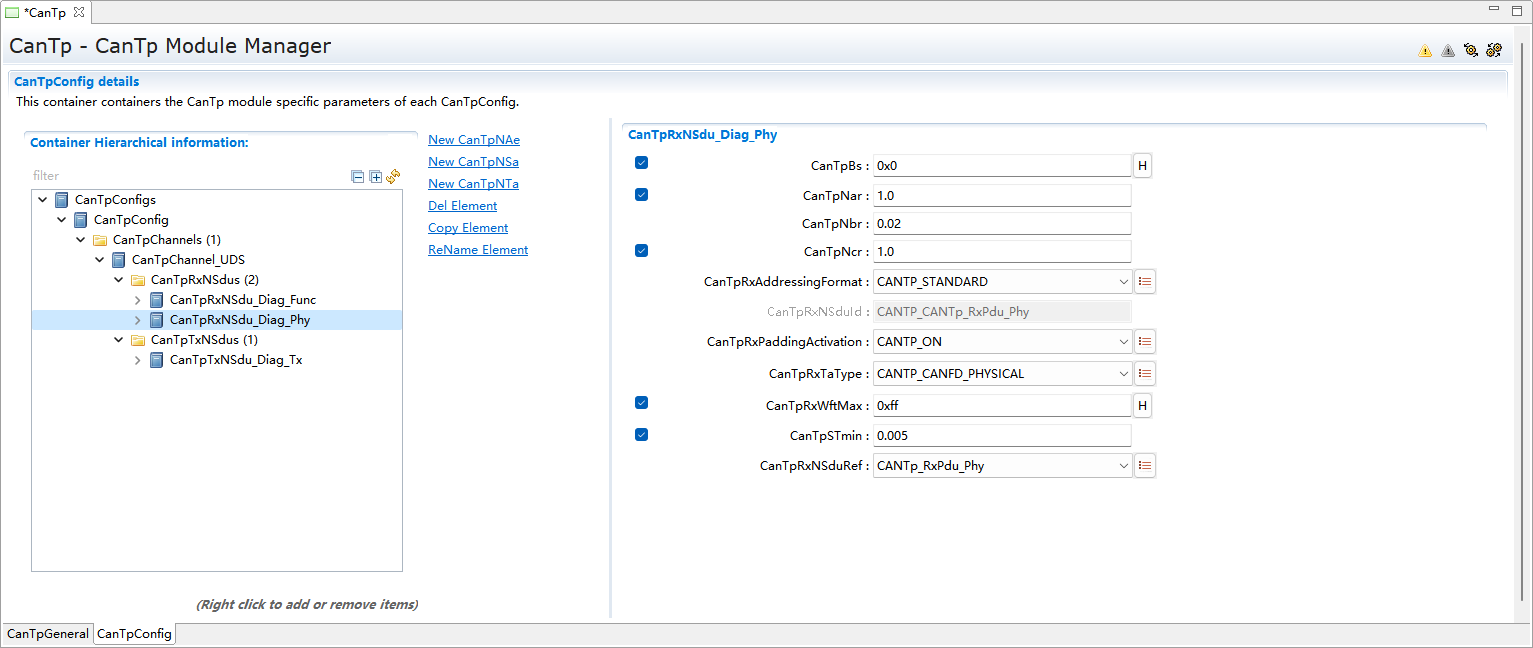 *CanTp
CanTp - CanTp Module Manager
CanTpConfig details
This container containers the CanTp module specific parameters of each CanTpConfig.
Container Hierarchical information:
filter
CanTpConfigs
CanTpConfig
CanTpChannels (1)
CanTpChannel_UDS
CanTpRxNSdus (2)
CanTpRxNSdu_Diag_Func
CanTpRxNSdu_Diag_Phy
CanTpTxNSdus (1)
CanTpTxNSdu_Diag_Tx
(Right click to add or remove items)
New CanTpNAe
New CanTpNSa
New CanTpNTa
Del Element
Copy Element
ReName Element
CanTpRxNSdu_Diag_Phy
CanTpBs : 0x0 H
CanTpNar : 1.0
CanTpNbr : 0.02
CanTpNcr : 1.0
CanTpRxAddressingFormat : CANTP_STANDARD
CanTpRxNSduId : CANTP_CANTp_RxPdu_Phy
CanTpRxPaddingActivation : CANTP_ON
CanTpRxTaType : CANTP_CANFD_PHYSICAL
CanTpRxWftMax : 0xff H
CanTpSTmin : 0.005
CanTpRxNSduRef : CANTp_RxPdu_Phy
CanTpGeneral CanTpConfig